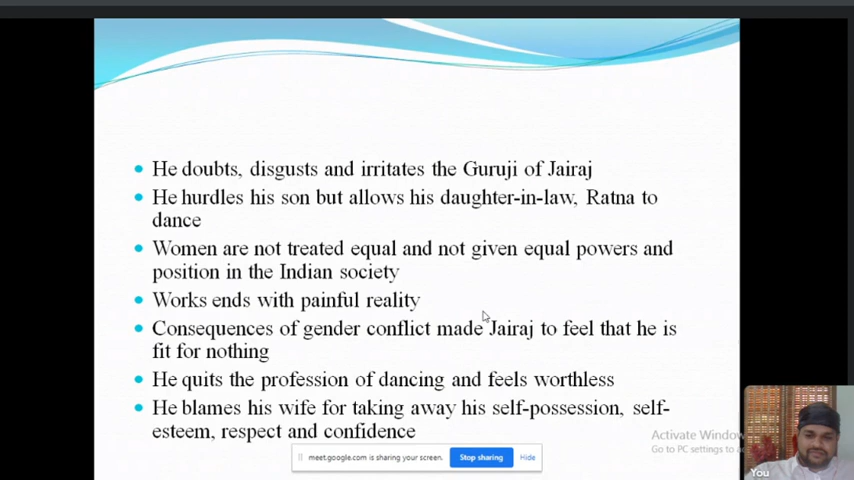 He doubts, disgusts and irritates the Guruji of Jairaj
He hurdles his son but allows his daughter-in-law, Ratna to
dance
Women are not treated equal and not given equal powers and
position in the Indian society
Works ends with painful reality
Consequences of gender conflict made Jairaj to feel that he is
fit for nothing
He quits the profession of dancing and feels worthless
He blames his wife for taking away his self-possession, self-
esteem, respect and confidence
meet.google.com is sharing your screen.
Stop sharing
Hide
Activate Window
Go to PC settings to
You